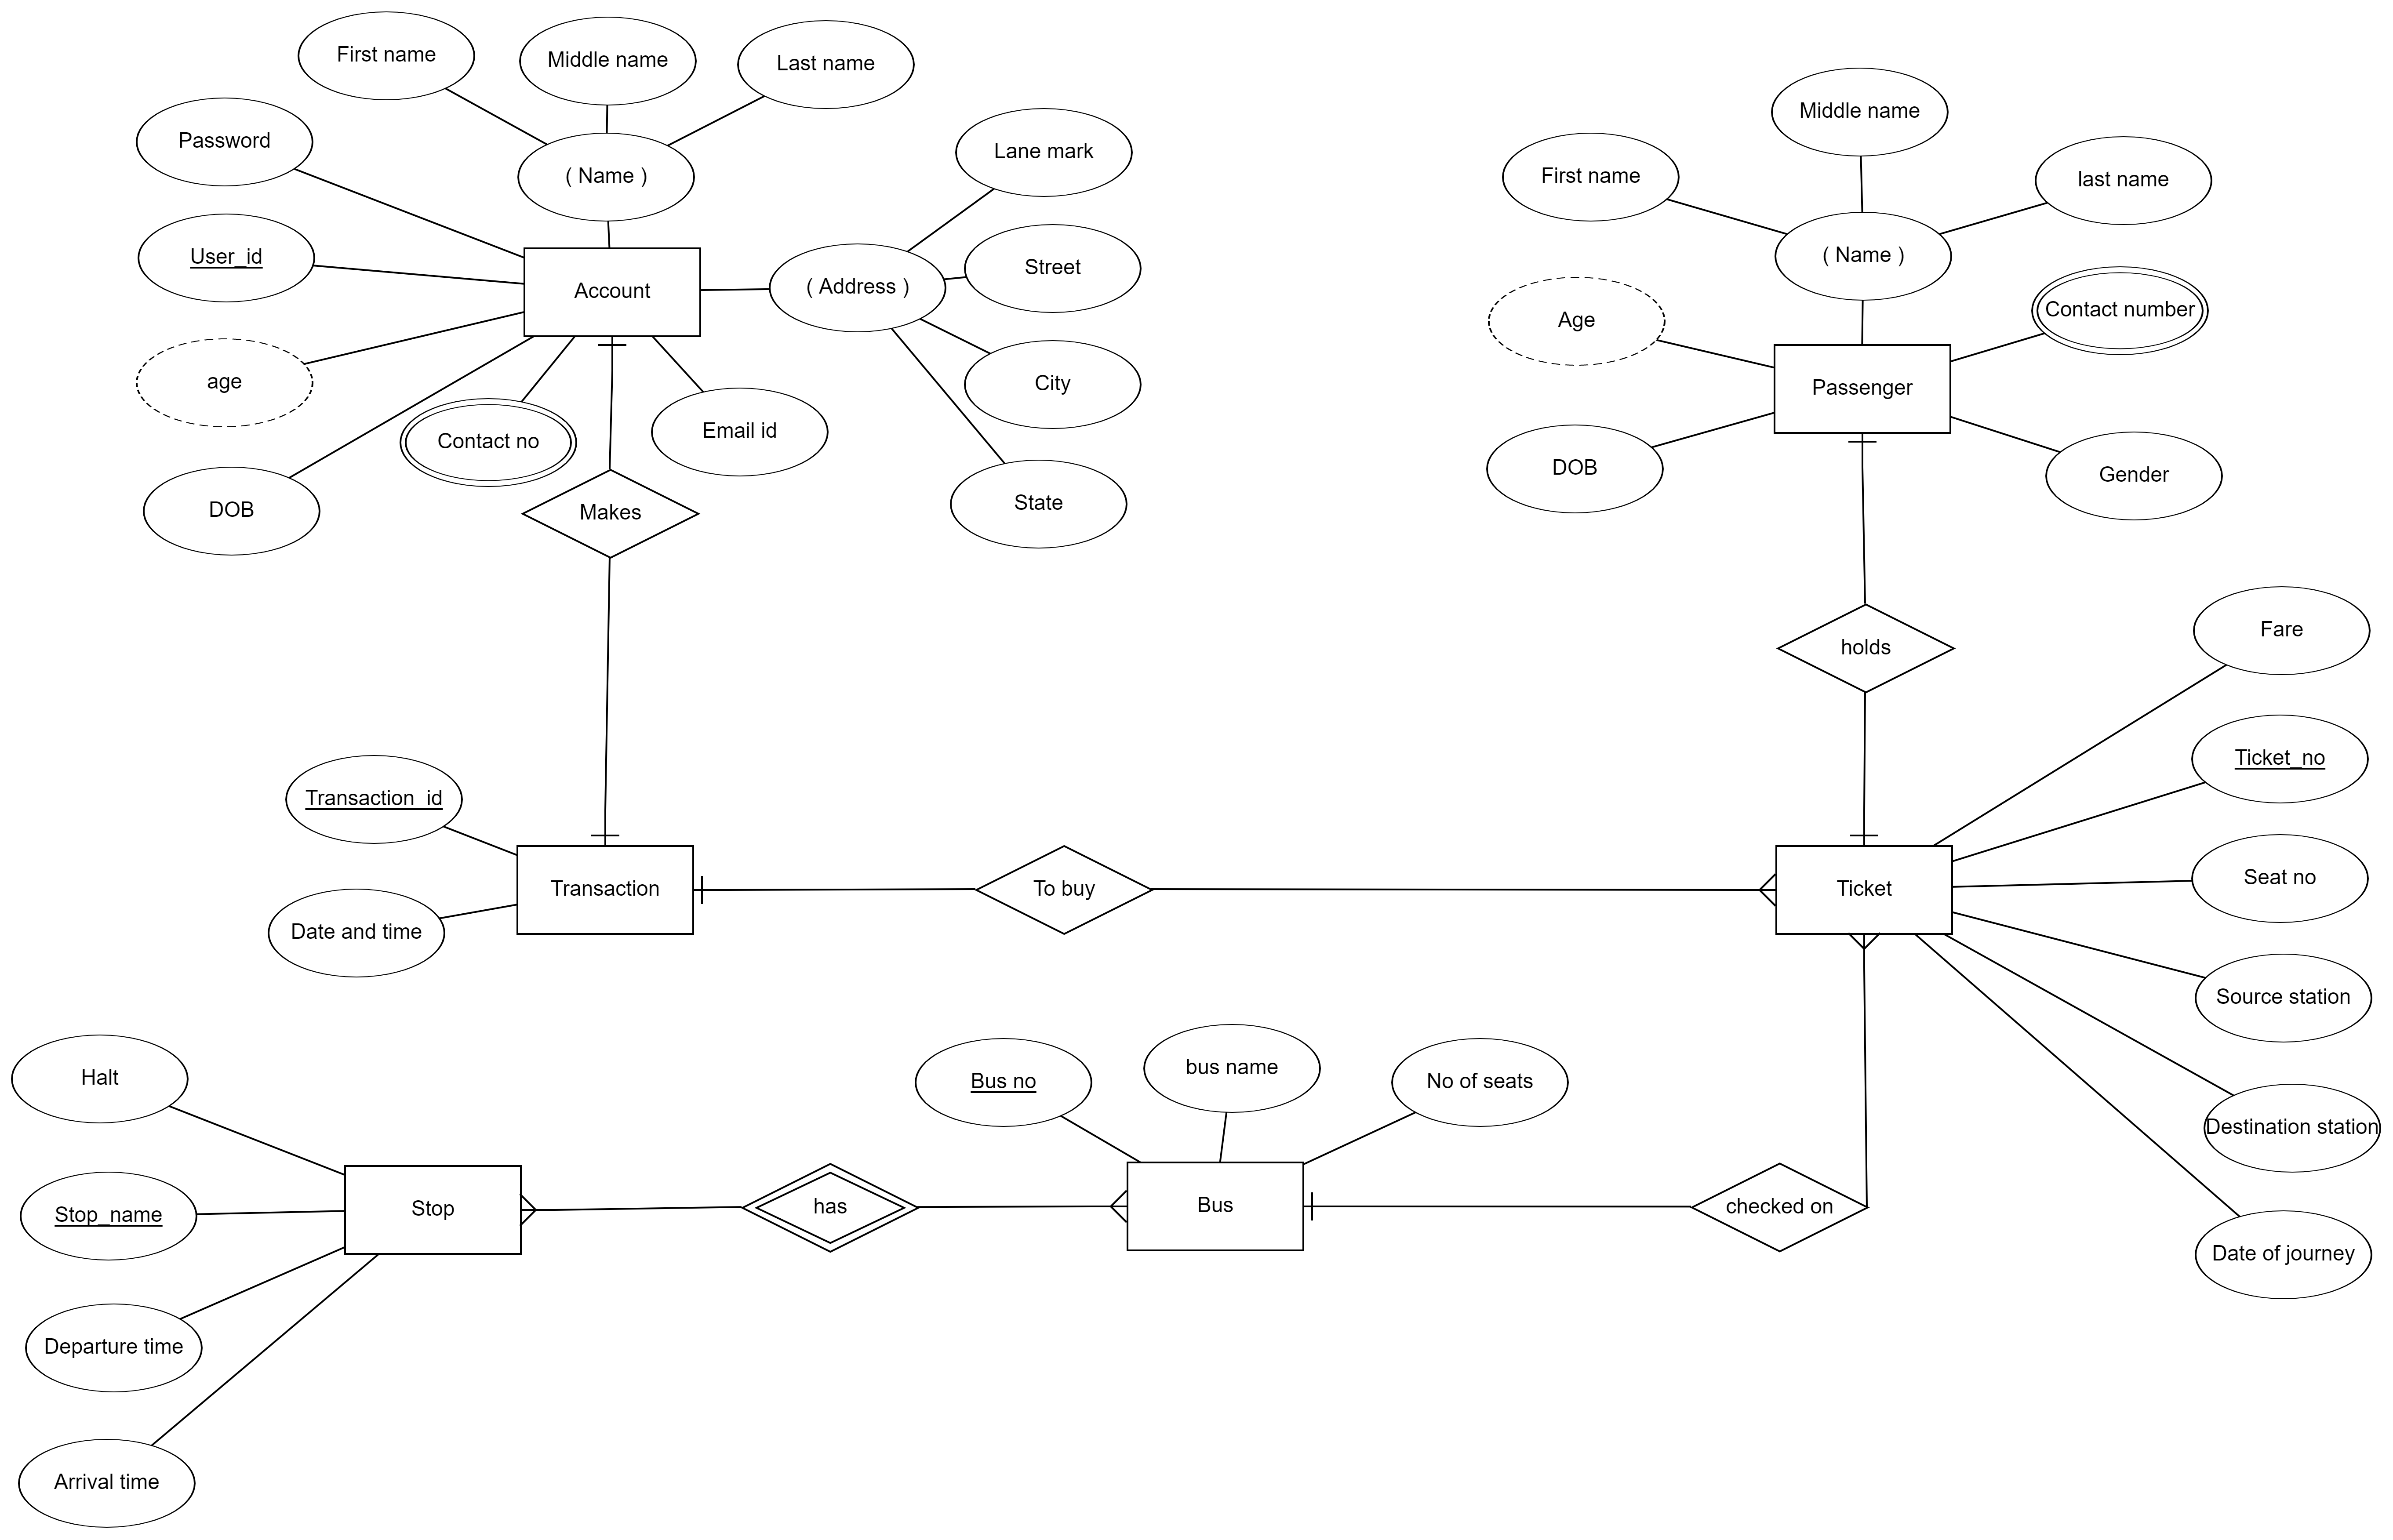 First name
Middle name
Last name
Password
( Name )
Lane mark
User_id
Account
( Address )
Street
age
City
Contact no
Email id
DOB
Makes
State
Middle name
First name
last name
( Name )
Age
Contact number
Passenger
DOB
Gender
holds
Fare
Transaction_id
Ticket_no
Transaction
To buy
Ticket
Seat no
Date and time
Source station
Halt
Bus no
bus name
No of seats
Destination station
Stop_name
Stop
has
Bus
checked on
Date of journey
Departure time
Arrival time